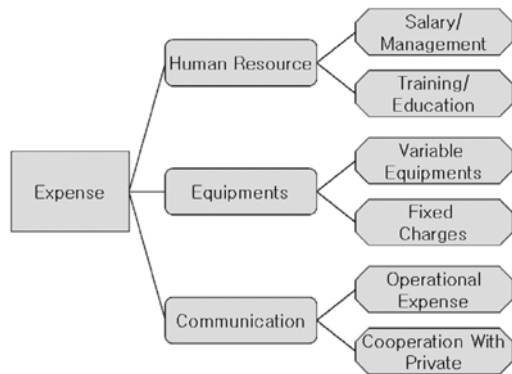 Expense
Human Resource
Salary/
Management
Training/
Education
Equipments
Variable
Equipments
Fixed
Charges
Communication
Operational
Expense
Cooperation With
Private